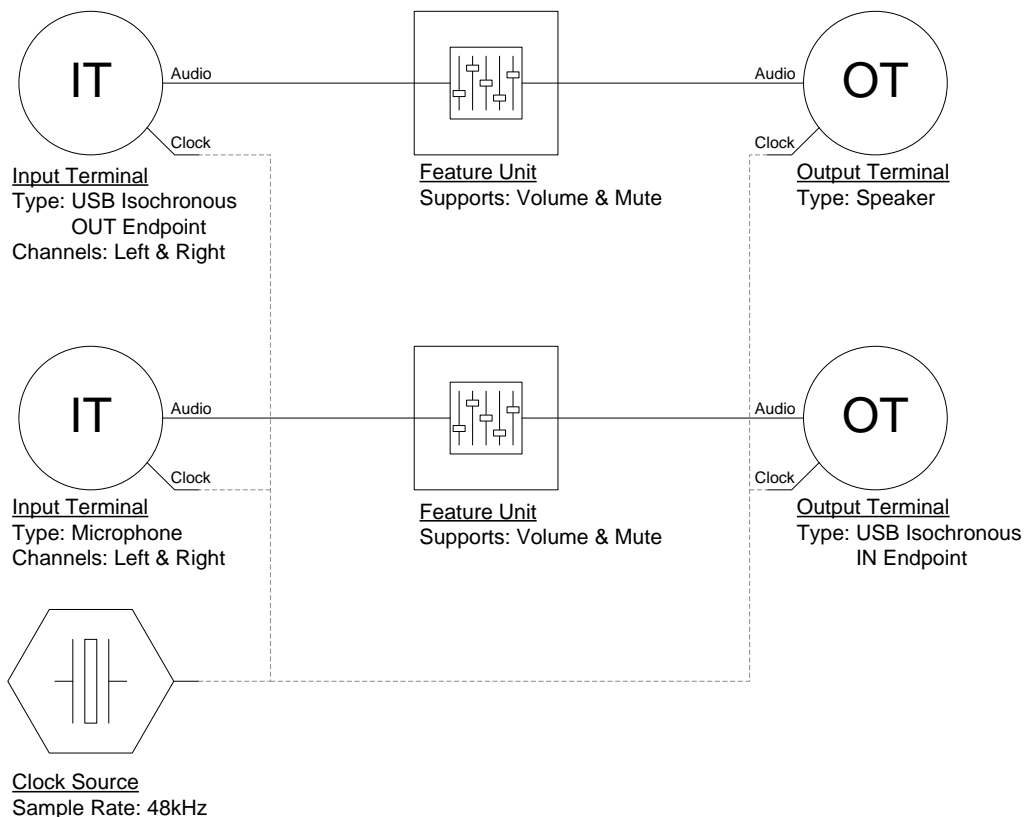 IT
Audio
Clock
Input Terminal
Type: USB Isochronous
OUT Endpoint
Channels: Left & Right
Feature Unit
Supports: Volume & Mute
Audio
OT
Clock
Output Terminal
Type: Speaker
IT
Audio
Clock
Input Terminal
Type: Microphone
Channels: Left & Right
Feature Unit
Supports: Volume & Mute
Audio
OT
Clock
Output Terminal
Type: USB Isochronous
IN Endpoint
Clock Source
Sample Rate: 48kHz